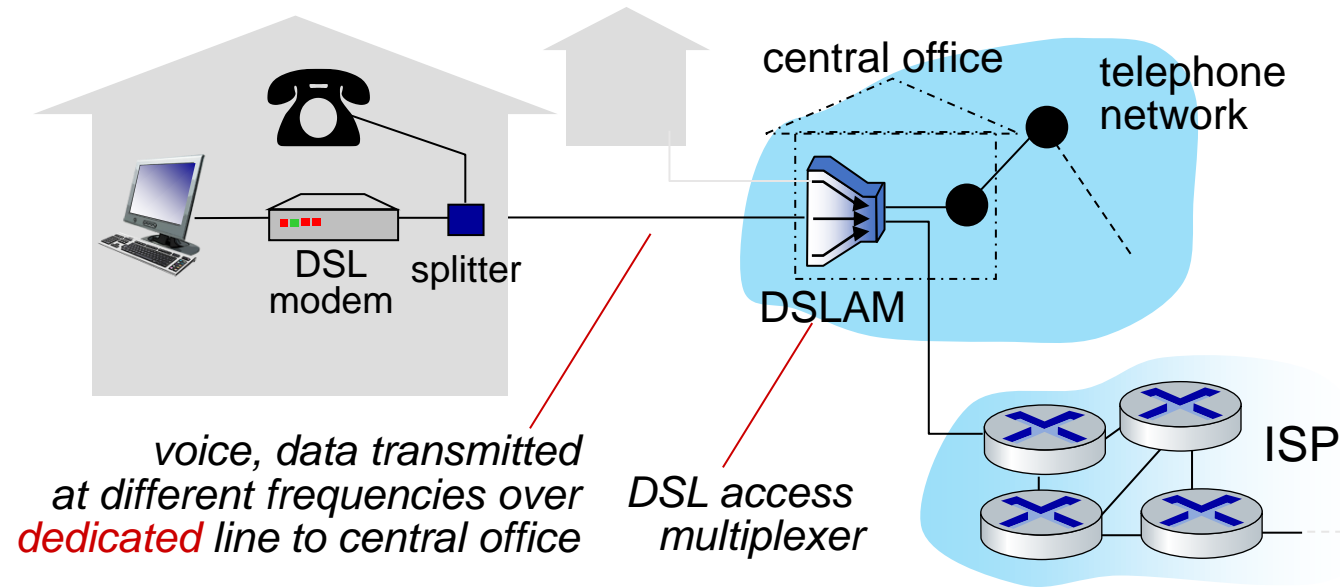 central office
telephone
network
DSL
modem
splitter
DSLAM
ISP
voice, data transmitted
at different frequencies over
dedicated line to central office
DSL access
multiplexer